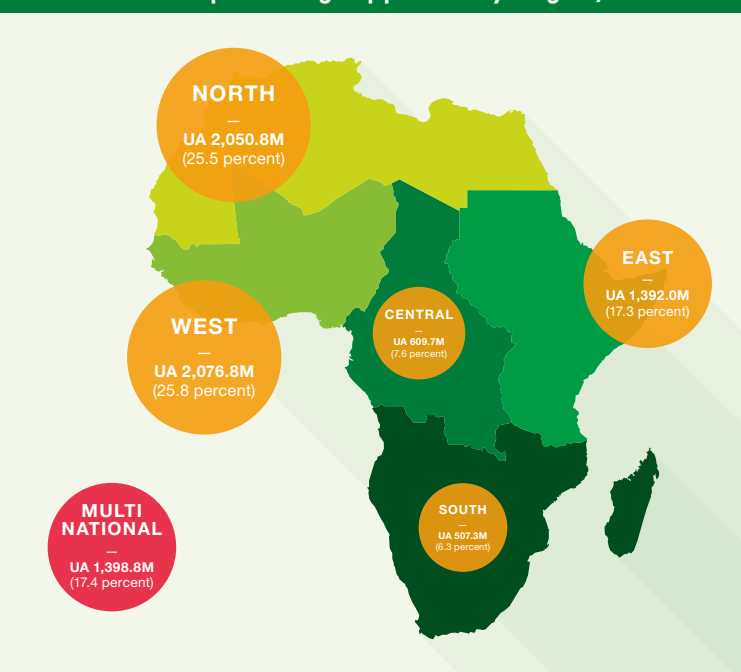 NORTH
—
UA 2,050.8M
(25.5 percent)
EAST
—
UA 1,392.0M
(17.3 percent)
CENTRAL
—
UA 609.7M
(7.6 percent)
WEST
—
UA 2,076.8M
(25.8 percent)
MULTI
NATIONAL
—
UA 1,398.8M
(17.4 percent)
SOUTH
—
UA 507.3M
(6.3 percent)